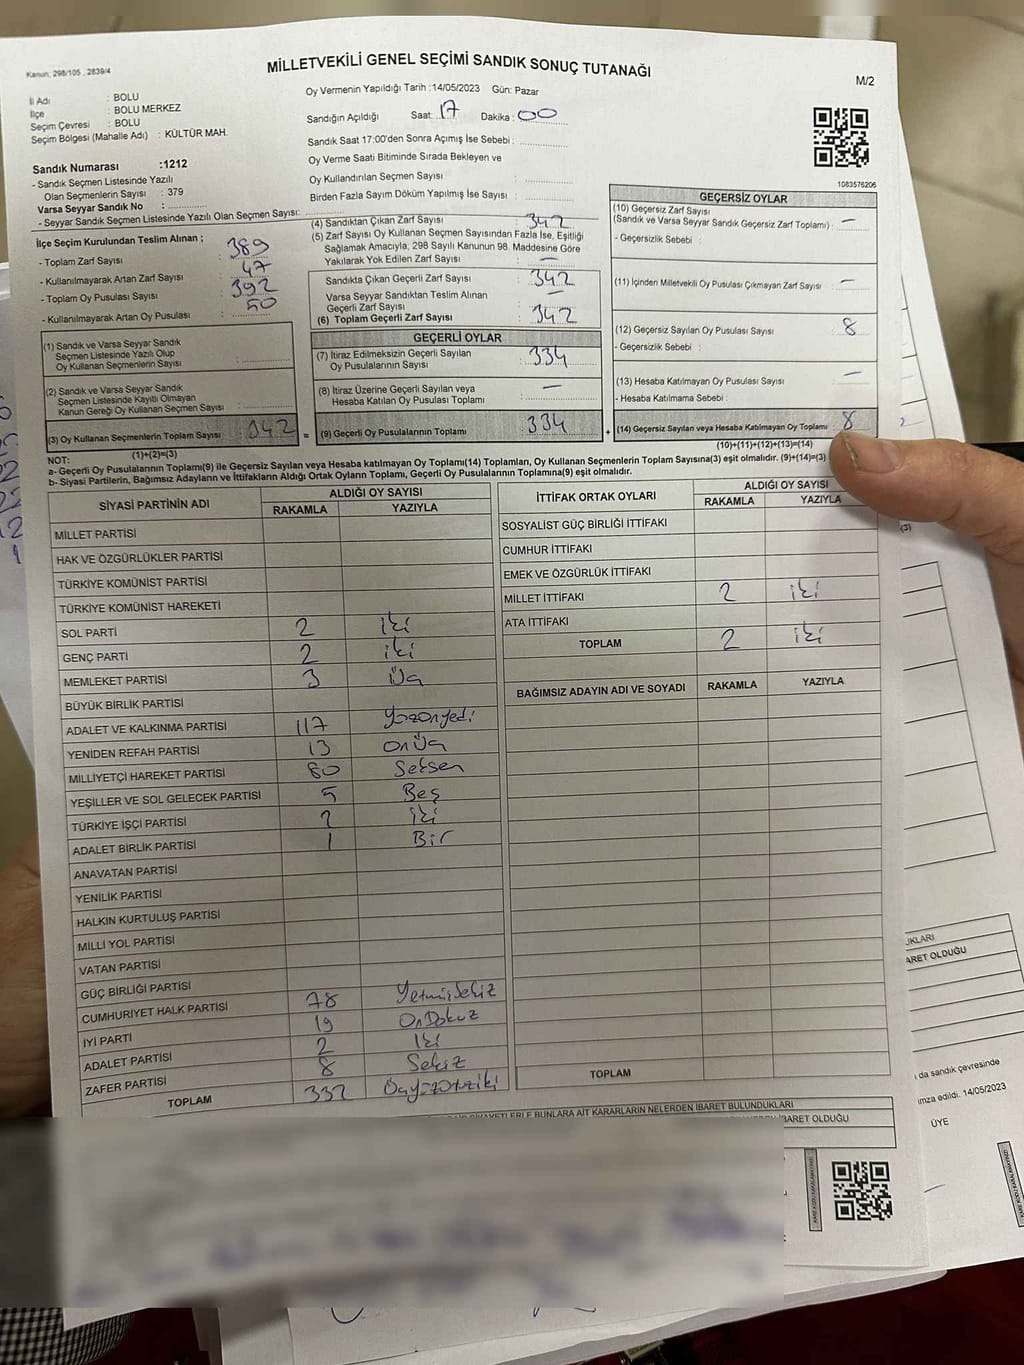 Kanun; 298/105 , 2839/4
MİLLETVEKİLİ GENEL SEÇİMİ SANDIK SONUÇ TUTANAĞI
M/2
İl Adı : BOLU
İlçe : BOLU MERKEZ
Seçim Çevresi : BOLU
Seçim Bölgesi (Mahalle Adı) : KÜLTÜR MAH.
Sandık Numarası :1212
- Sandık Seçmen Listesinde Yazılı
Olan Seçmenlerin Sayısı : 379
Varsa Seyyar Sandık No :
- Seyyar Sandık Seçmen Listesinde Yazılı Olan Seçmen Sayısı:
Oy Vermenin Yapıldığı Tarih :14/05/2023 Gün: Pazar
Sandığın Açıldığı Saat: 17 Dakika: 00
Sandık Saat 17:00'den Sonra Açımış İse Sebebi :
Oy Verme Saati Bitiminde Sırada Bekleyen ve
Oy Kullandırılan Seçmen Sayısı :
Birden Fazla Sayım Döküm Yapılmış İse Sayısı :
1083576206
İlçe Seçim Kurulundan Teslim Alınan ;
- Toplam Zarf Sayısı : 389
- Kullanılmayarak Artan Zarf Sayısı : 47
- Toplam Oy Pusulası Sayısı : 392
- Kullanılmayarak Artan Oy Pusulası : 50
(4) Sandıktan Çıkan Zarf Sayısı : 342
(5) Zarf Sayısı Oy Kullanan Seçmen Sayısından Fazla İse, Eşitliği
Sağlamak Amacıyla, 298 Sayılı Kanunun 98. Maddesine Göre
Yakılarak Yok Edilen Zarf Sayısı : —
Sandıkta Çıkan Geçerli Zarf Sayısı : 342
Varsa Seyyar Sandıktan Teslim Alınan
Geçerli Zarf Sayısı : —
(6) Toplam Geçerli Zarf Sayısı : 342
GEÇERSİZ OYLAR
(10) Geçersiz Zarf Sayısı
(Sandık ve Varsa Seyyar Sandık Geçersiz Zarf Toplamı) : —
- Geçersizlik Sebebi :
(11) İçinden Milletvekili Oy Pusulası Çıkmayan Zarf Sayısı : —
(12) Geçersiz Sayılan Oy Pusulası Sayısı : 8
- Geçersizlik Sebebi :
(13) Hesaba Katılmayan Oy Pusulası Sayısı : —
- Hesaba Katılmama Sebebi :
(14) Geçersiz Sayılan veya Hesaba Katılmayan Oy Toplamı : 8
(10)+(11)+(12)+(13)=(14)
(1) Sandık ve Varsa Seyyar Sandık
Seçmen Listesinde Yazılı Olup
Oy Kullanan Seçmenlerin Sayısı :
(2) Sandık ve Varsa Seyyar Sandık
Seçmen Listesinde Kayıtlı Olmayan
Kanun Gereği Oy Kullanan Seçmen Sayısı :
(3) Oy Kullanan Seçmenlerin Toplam Sayısı : 342
(1)+(2)=(3)
=
GEÇERLİ OYLAR
(7) İtiraz Edilmeksizin Geçerli Sayılan
Oy Pusulalarının Sayısı : 334
(8) İtiraz Üzerine Geçerli Sayılan veya
Hesaba Katılan Oy Pusulası Toplamı : —
(9) Geçerli Oy Pusulalarının Toplamı : 334
+
NOT:
a- Geçerli Oy Pusulalarının Toplamı(9) ile Geçersiz Sayılan veya Hesaba katılmayan Oy Toplamı(14) Toplamları, Oy Kullanan Seçmenlerin Toplam Sayısına(3) eşit olmalıdır. (9)+(14)=(3)
b- Siyasi Partilerin, Bağımsız Adayların ve İttifakların Aldığı Ortak Oyların Toplamı, Geçerli Oy Pusulalarının Toplamına(9) eşit olmalıdır.
SİYASİ PARTİNİN ADI ALDIĞI OY SAYISI
RAKAMLA YAZIYLA
MİLLET PARTİSİ
HAK VE ÖZGÜRLÜKLER PARTİSİ
TÜRKİYE KOMÜNİST PARTİSİ
TÜRKİYE KOMÜNİST HAREKETİ
SOL PARTİ 2 iki
GENÇ PARTİ 2 iki
MEMLEKET PARTİSİ 3 Üç
BÜYÜK BİRLİK PARTİSİ
ADALET VE KALKINMA PARTİSİ 117 Yüzonyedi
YENİDEN REFAH PARTİSİ 13 onÜç
MİLLİYETÇİ HAREKET PARTİSİ 80 Seksen
YEŞİLLER VE SOL GELECEK PARTİSİ 5 Beş
TÜRKİYE İŞÇİ PARTİSİ 2 iki
ADALET BİRLİK PARTİSİ 1 Bir
ANAVATAN PARTİSİ
YENİLİK PARTİSİ
HALKIN KURTULUŞ PARTİSİ
MİLLİ YOL PARTİSİ
VATAN PARTİSİ
GÜÇ BİRLİĞİ PARTİSİ
CUMHURİYET HALK PARTİSİ 78 YetmişSekiz
İYİ PARTİ 19 OnDokuz
ADALET PARTİSİ 2 İki
ZAFER PARTİSİ 8 Sekiz
TOPLAM 332 Üçyüzotuziki
İTTİFAK ORTAK OYLARI ALDIĞI OY SAYISI
RAKAMLA YAZIYLA
SOSYALİST GÜÇ BİRLİĞİ İTTİFAKI
CUMHUR İTTİFAKI
EMEK VE ÖZGÜRLÜK İTTİFAKI
MİLLET İTTİFAKI 2 iki
ATA İTTİFAKI
TOPLAM 2 iki
BAĞIMSIZ ADAYIN ADI VE SOYADI RAKAMLA YAZIYLA
TOPLAM
BUNLARA AİT KARARLARIN NELERDEN İBARET BULUNDUKLARI
İBARET OLDUĞU
(3)
UKLARI
ARET OLDUĞU
da sandık çevresinde
imza edildi. 14/05/2023
ÜYE